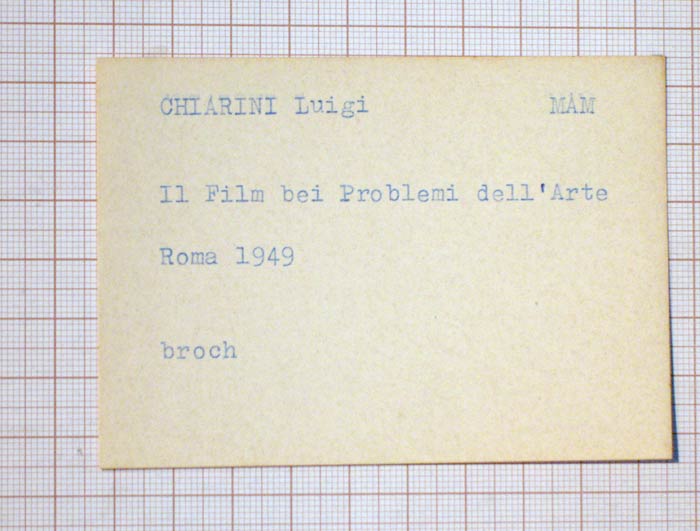 CHIARINI Luigi MAM
Il Film bei Problemi dell'Arte
Roma 1949
broch